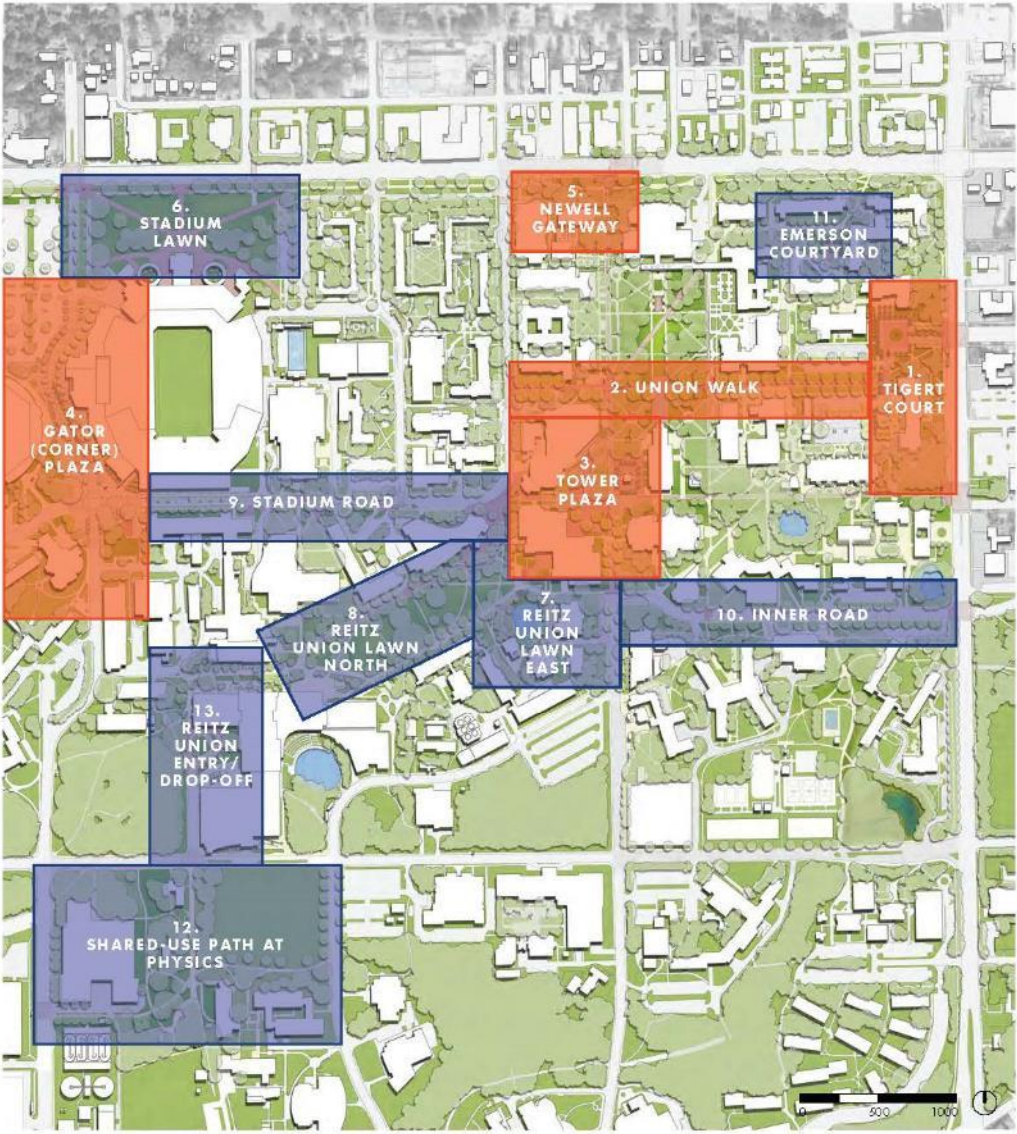 6.
STADIUM
LAWN
5.
NEWELL
GATEWAY
11.
EMERSON
COURTYARD
4.
GATOR
(CORNER)
PLAZA
2. UNION WALK
1.
TIGERT
COURT
3.
TOWER
PLAZA
9. STADIUM ROAD
8.
REITZ
UNION LAWN
NORTH
7.
REITZ
UNION
LAWN
EAST
10. INNER ROAD
13.
REITZ
UNION
ENTRY/
DROP-OFF
12.
SHARED-USE PATH AT
PHYSICS
0 500 1000